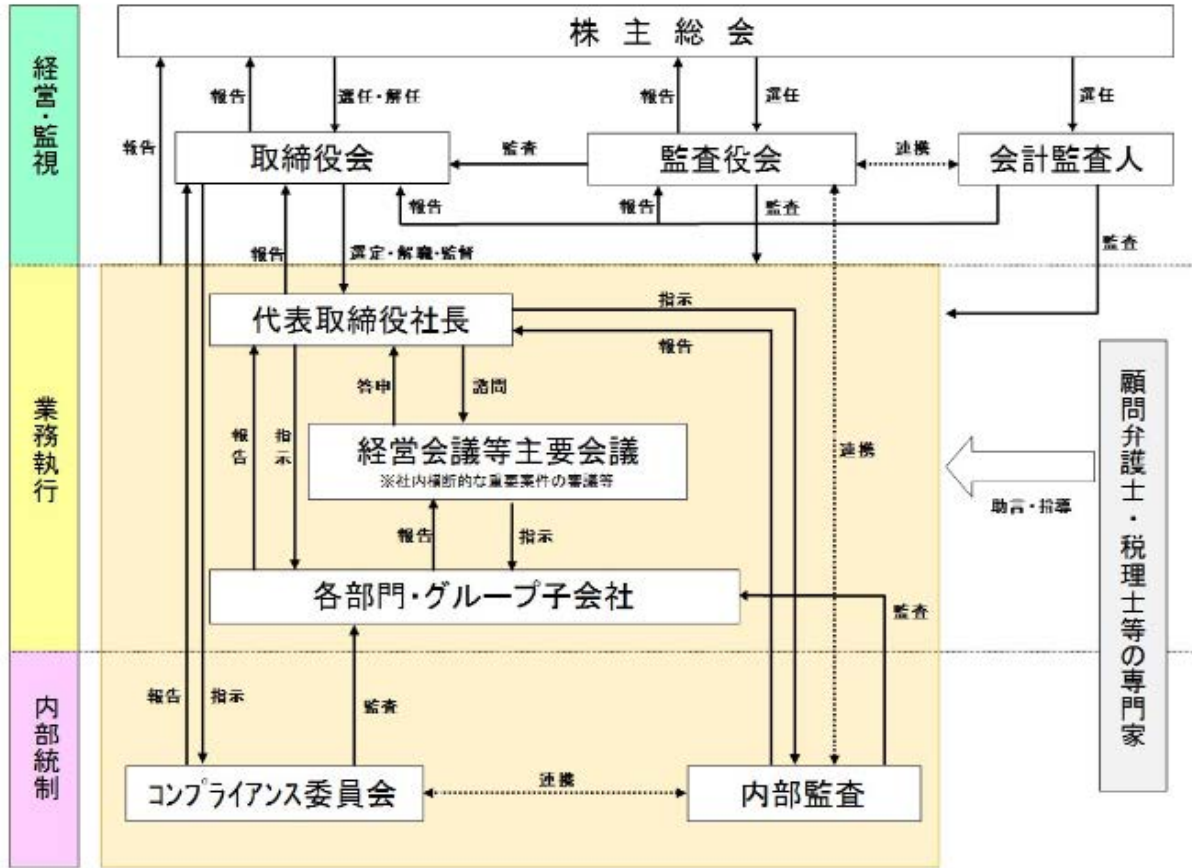 株主総会
経営・監視
報告
報告
選任・解任
報告
選任
選任
取締役会
監査
監査役会
連携
会計監査人
報告
報告
監査
監査
報告
選定・解職・監督
代表取締役社長
指示
報告
答申
諮問
業務執行
報告
指示
経営会議等主要会議
※社内横断的な重要案件の審議等
連携
助言・指導
顧問弁護士・税理士等の専門家
報告
指示
各部門・グループ子会社
監査
内部統制
報告
指示
監査
コンプライアンス委員会
連携
内部監査